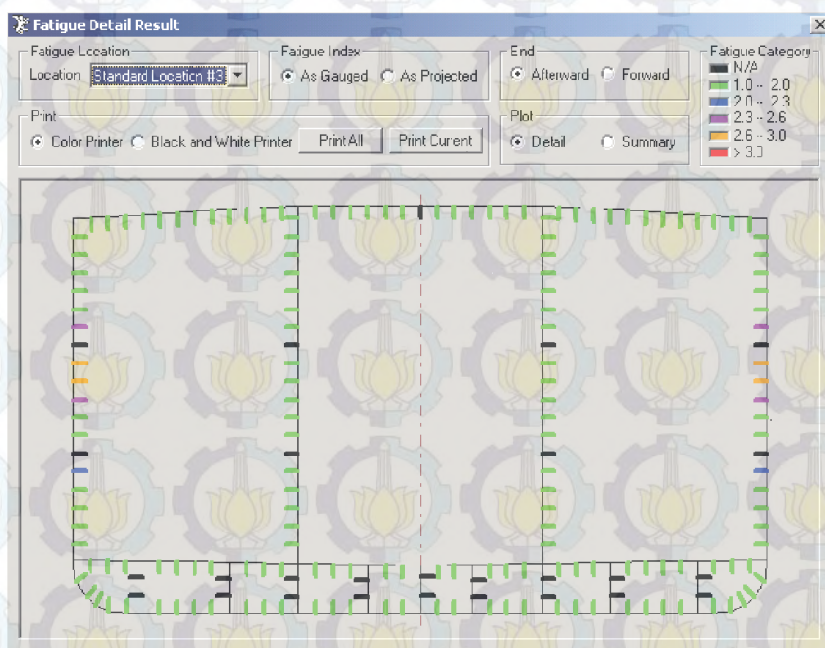 Fatigue Detail Result
Fatigue Location
Location Standard Location #3
Faigue Index
As Gauged As Projected
End
Afterward Forward
Fatigue Category
N/A
1.0 -- 2.0
2.0 -- 2.3
2.3 -- 2.6
2.6 -- 3.0
> 3.0
Print
Color Printer Black and White Printer Print All Print Current
Plot
Detail Summary